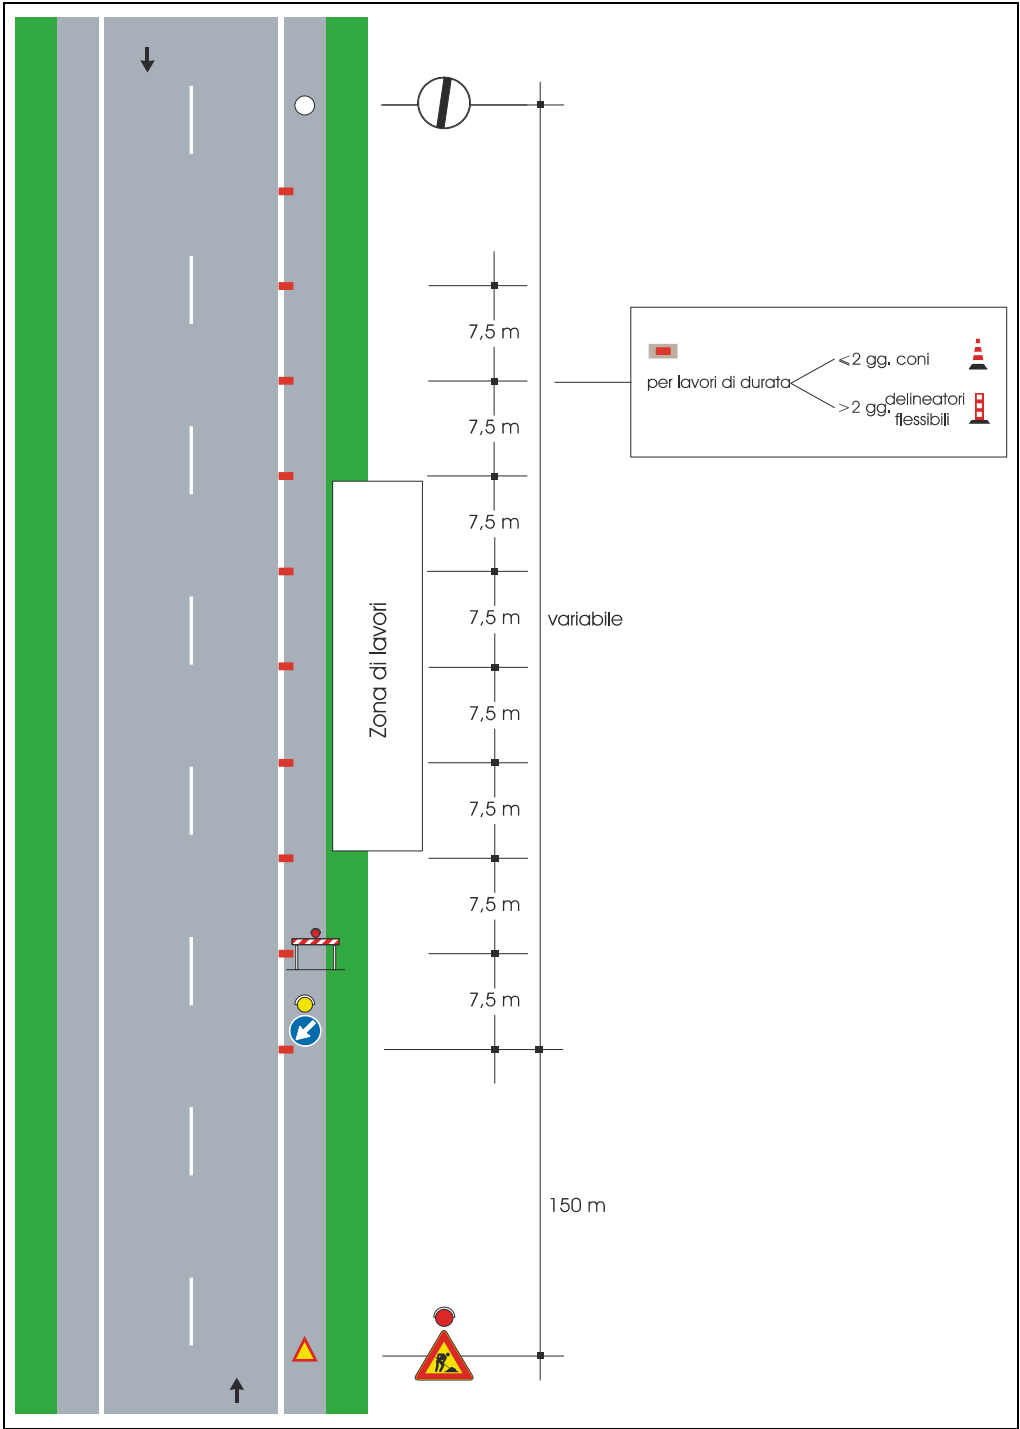 7,5 m
7,5 m
7,5 m
7,5 m
7,5 m
7,5 m
7,5 m
7,5 m
variabile
150 m
Zona di lavori
per lavori di durata
⩽2 gg. coni
>2 gg. delineatori
flessibili